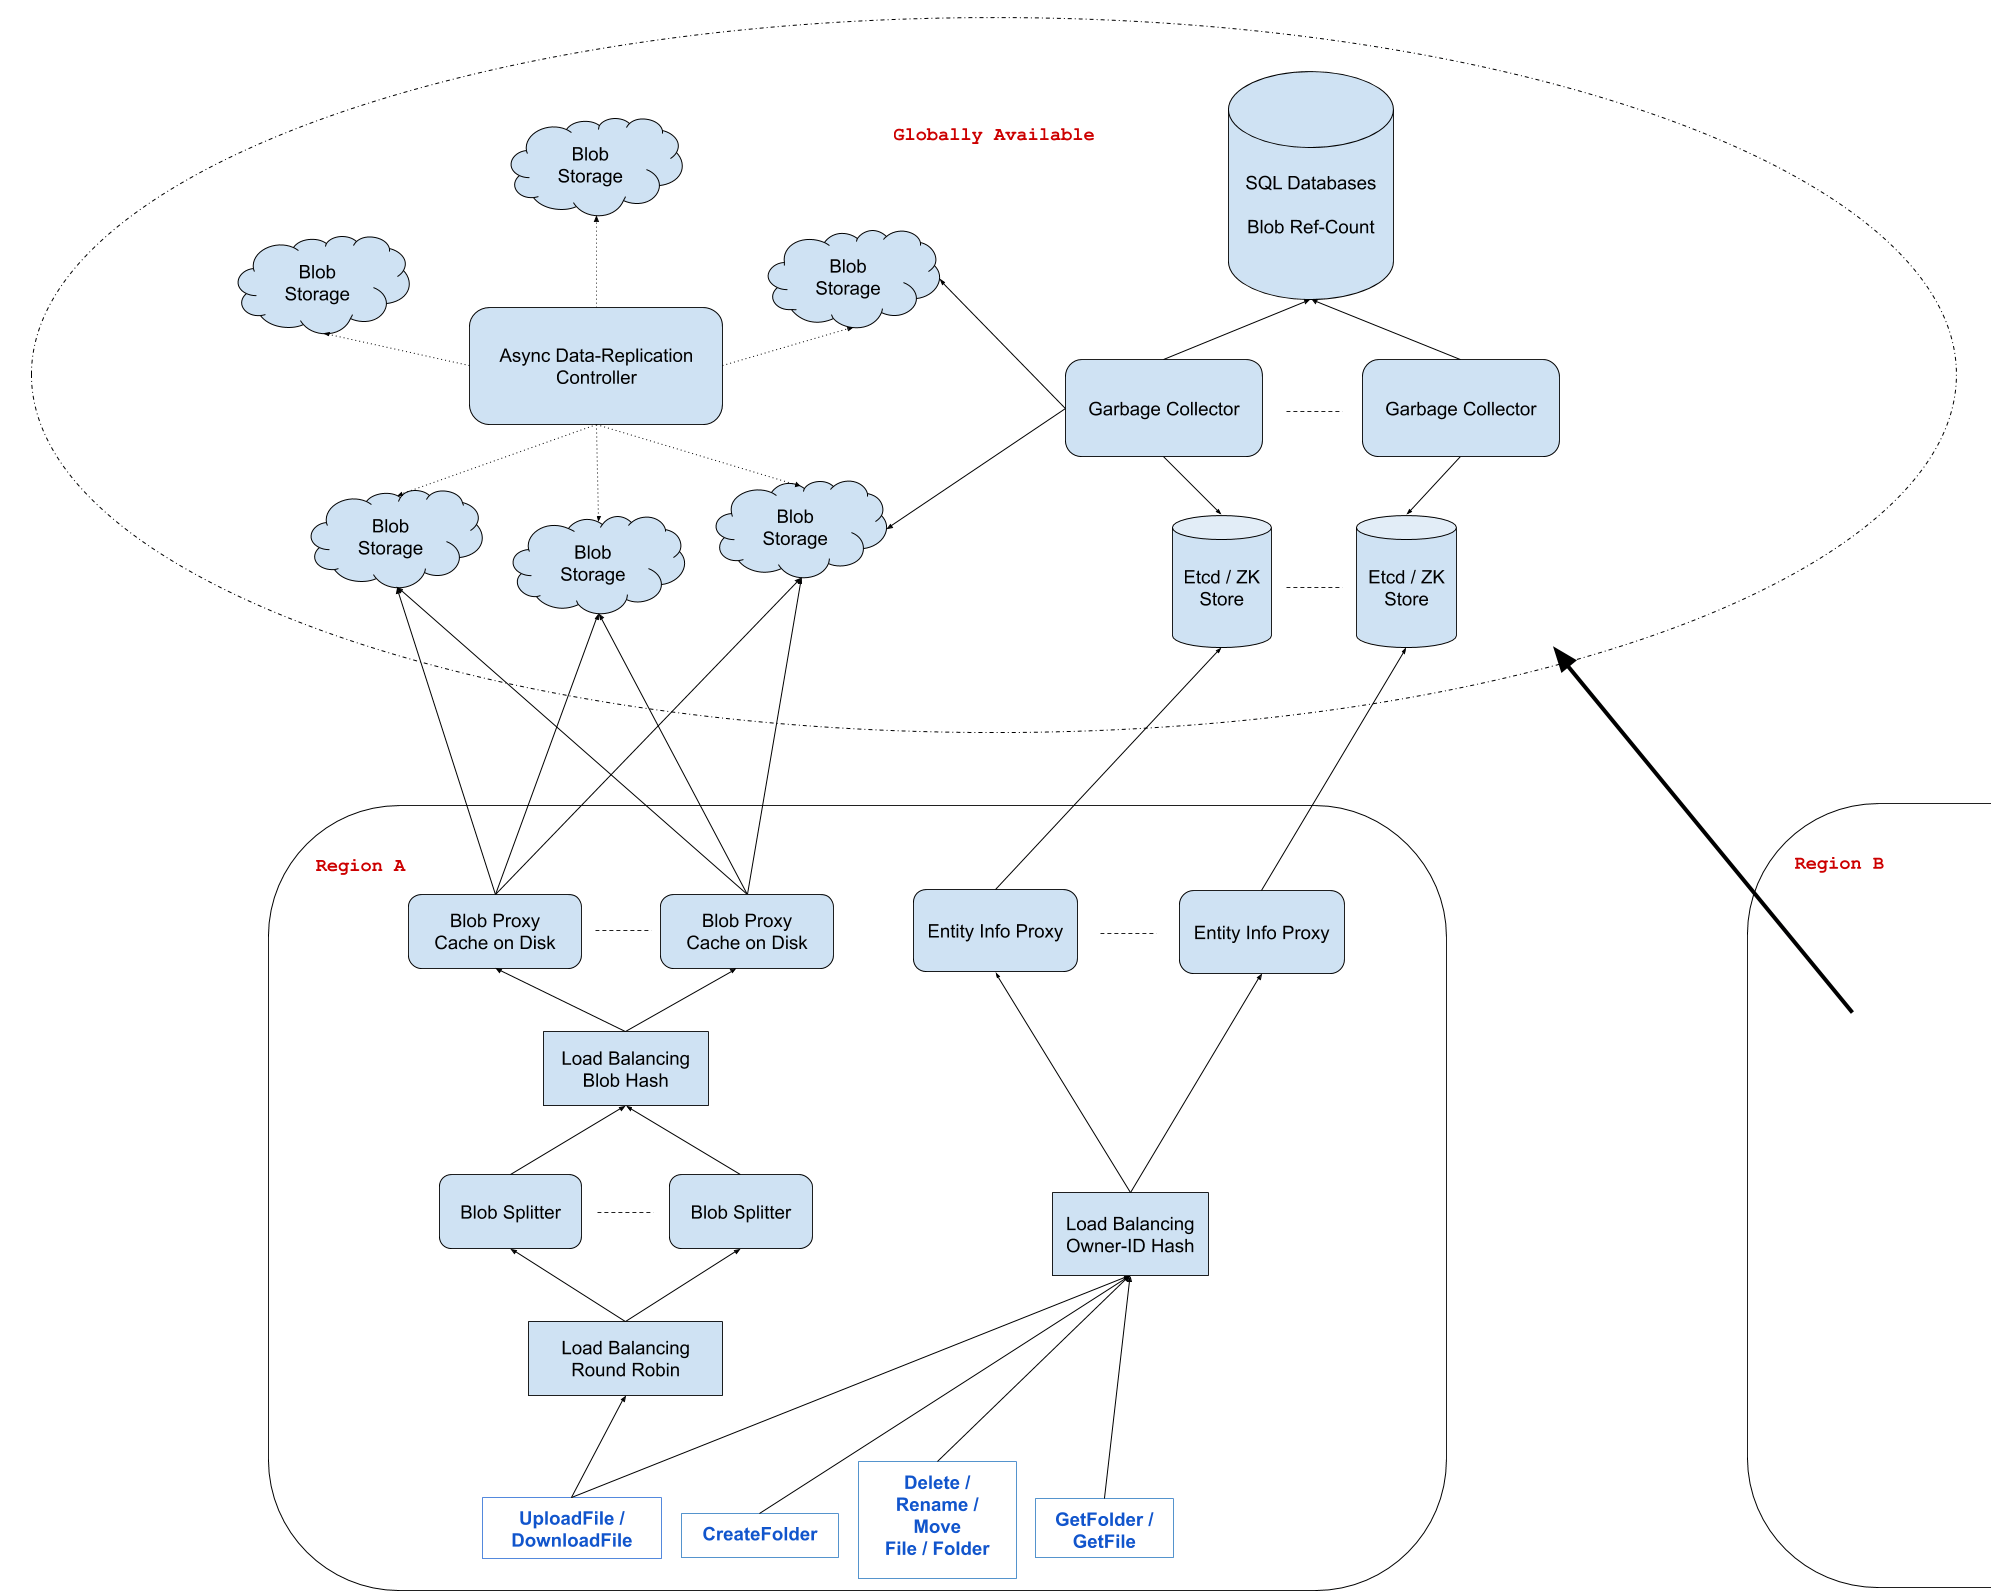 Globally Available
Blob
Storage
SQL Databases
Blob Ref-Count
Blob
Storage
Blob
Storage
Async Data-Replication
Controller
Garbage Collector
Garbage Collector
Blob
Storage
Blob
Storage
Blob
Storage
Etcd / ZK
Store
Etcd / ZK
Store
Region A
Region B
Blob Proxy
Cache on Disk
Blob Proxy
Cache on Disk
Entity Info Proxy
Entity Info Proxy
Load Balancing
Blob Hash
Blob Splitter
Blob Splitter
Load Balancing
Owner-ID Hash
Load Balancing
Round Robin
UploadFile /
DownloadFile
CreateFolder
Delete /
Rename /
Move
File / Folder
GetFolder /
GetFile